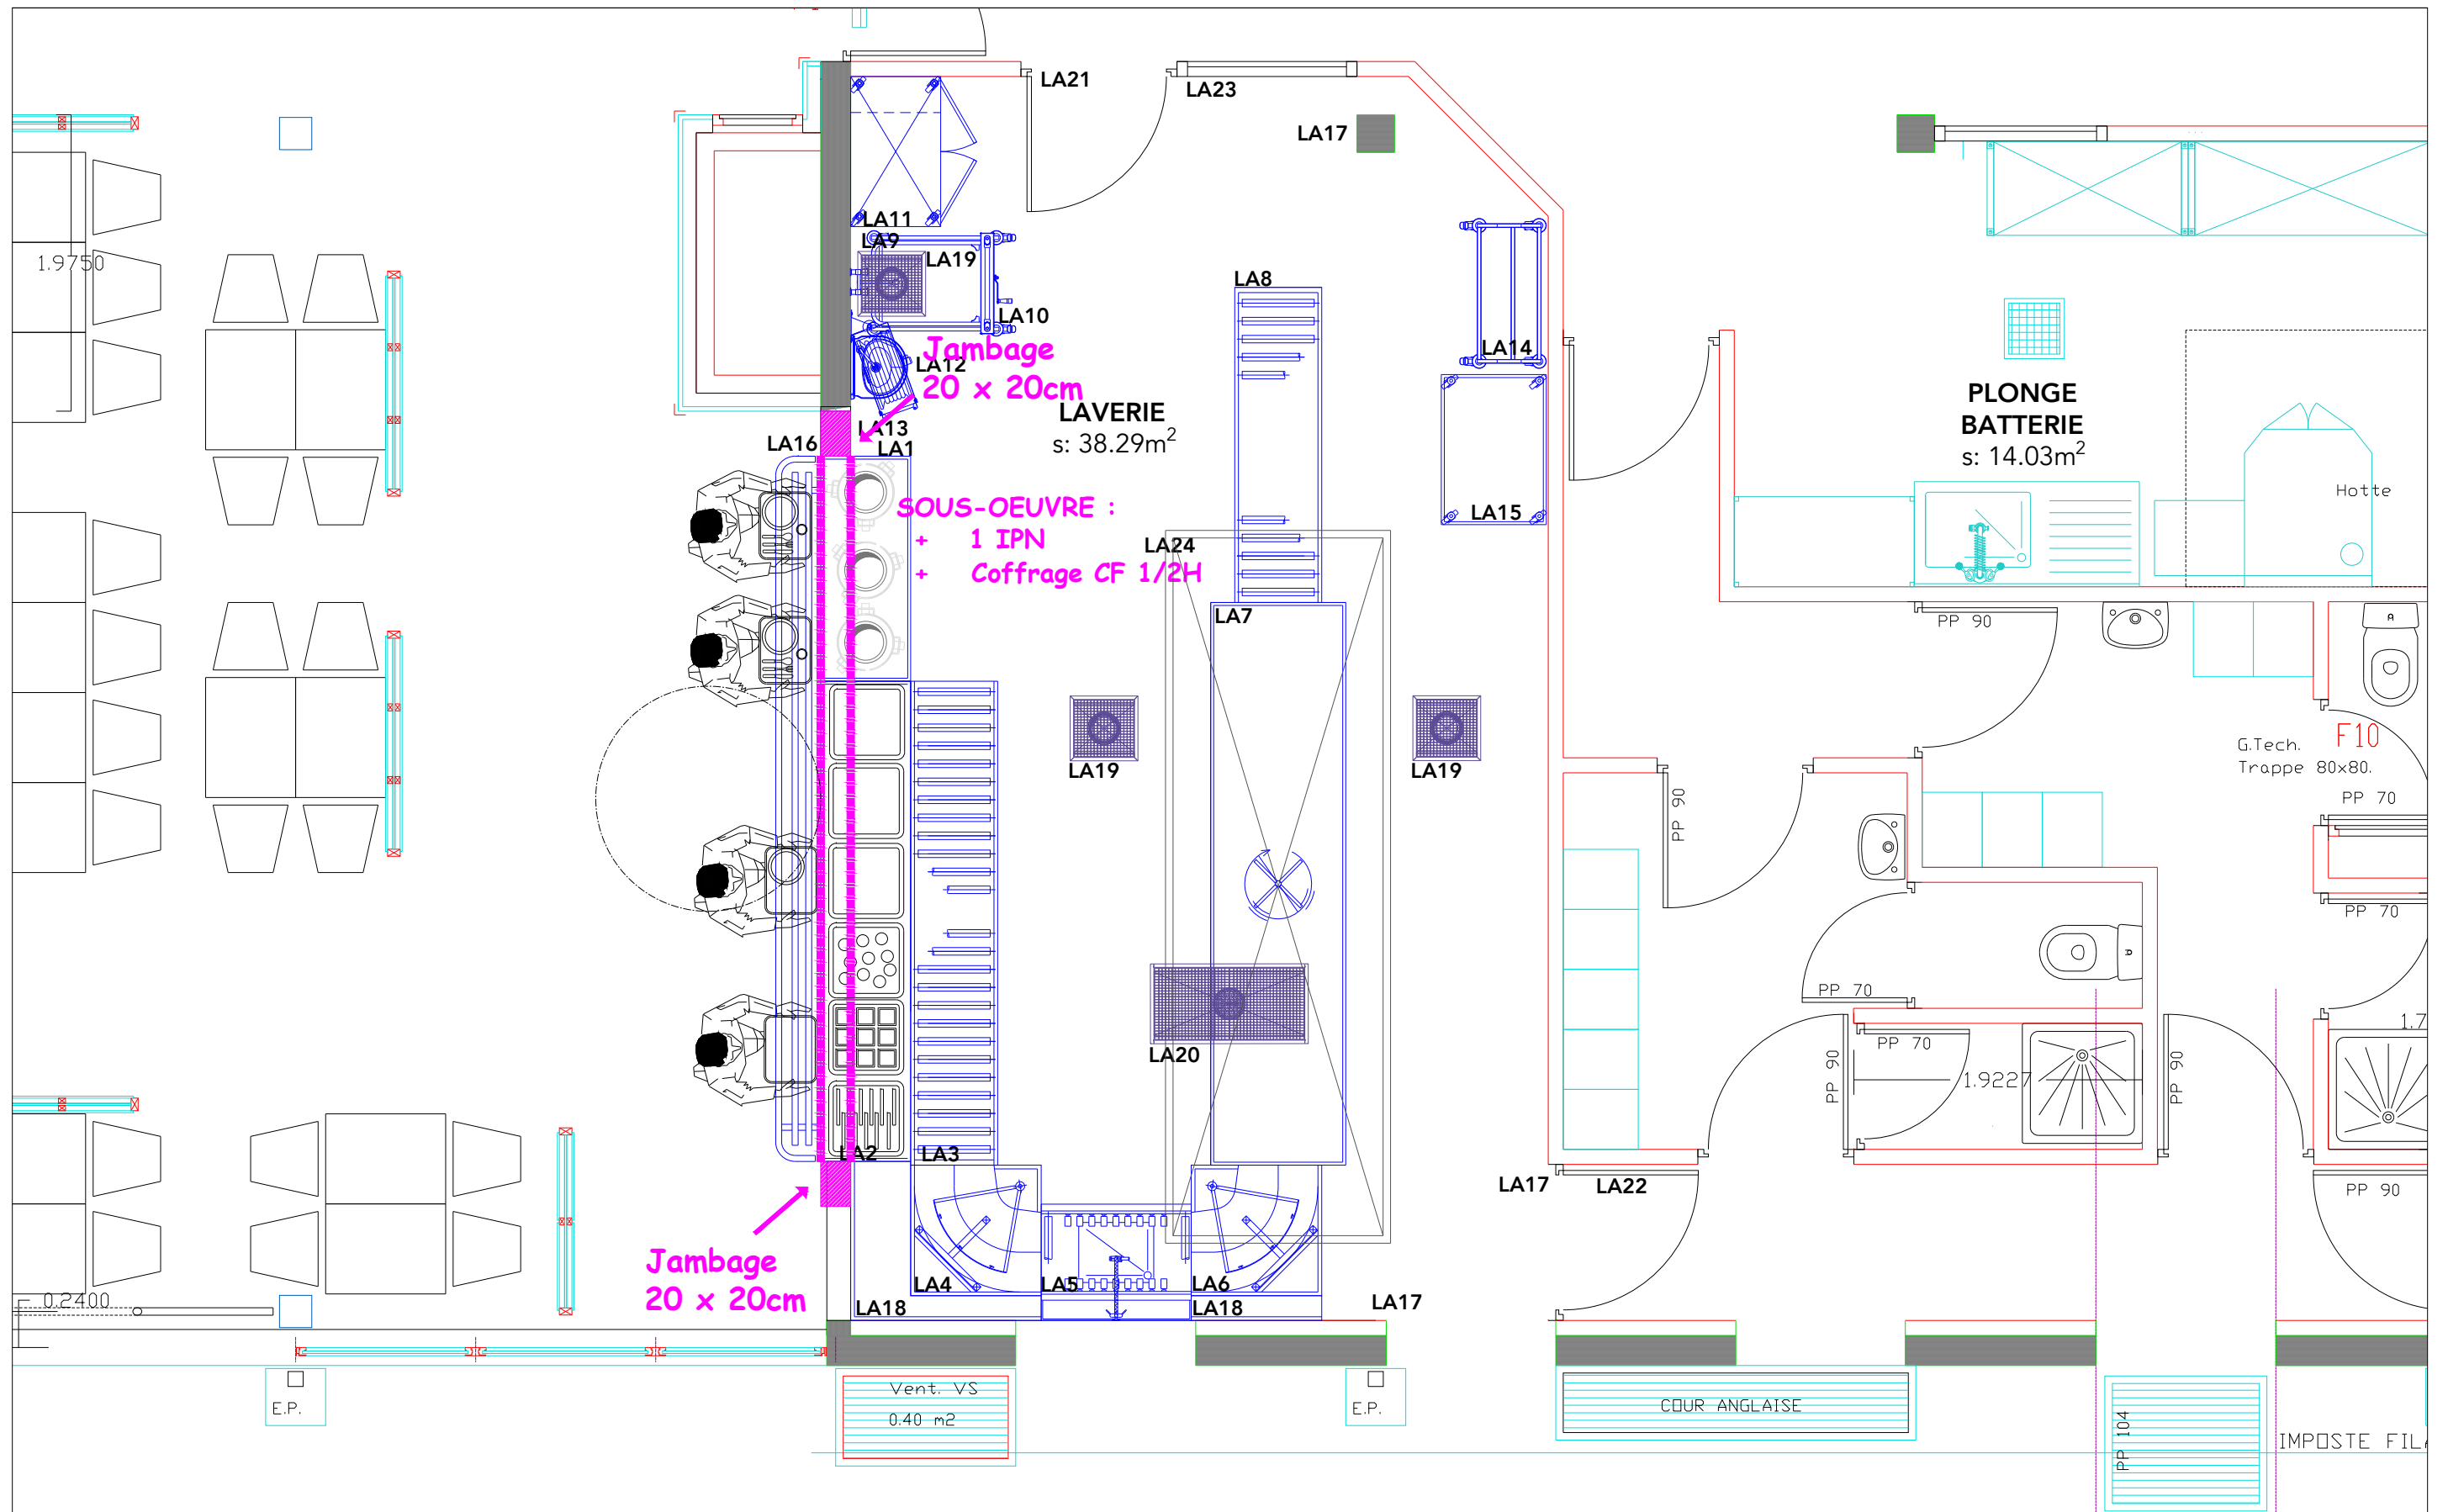 LA21
LA23
LA17
LA11
LA9
LA19
LA10
1.9750
LA8
LA14
Jambage
LA12
20 x 20cm
LAVERIE
s: 38.29m²
LA13
LA16
LA1
PLONGE
BATTERIE
s: 14.03m²
Hotte
SOUS-OEUVRE :
+ 1 IPN
+ Coffrage CF 1/2H
LA15
LA24
LA7
PP 90
A
G.Tech.
F10
Trappe 80x80.
LA19
LA19
PP 90
PP 70
PP 70
A
PP 70
LA20
PP 70
PP 90
1.9227
PP 90
1.7
LA2
LA3
LA17
LA22
PP 90
Jambage
20 x 20cm
LA4
LA5
LA6
LA18
LA18
LA17
0.2400
E.P.
Vent. VS
0.40 m2
E.P.
COUR ANGLAISE
PP 104